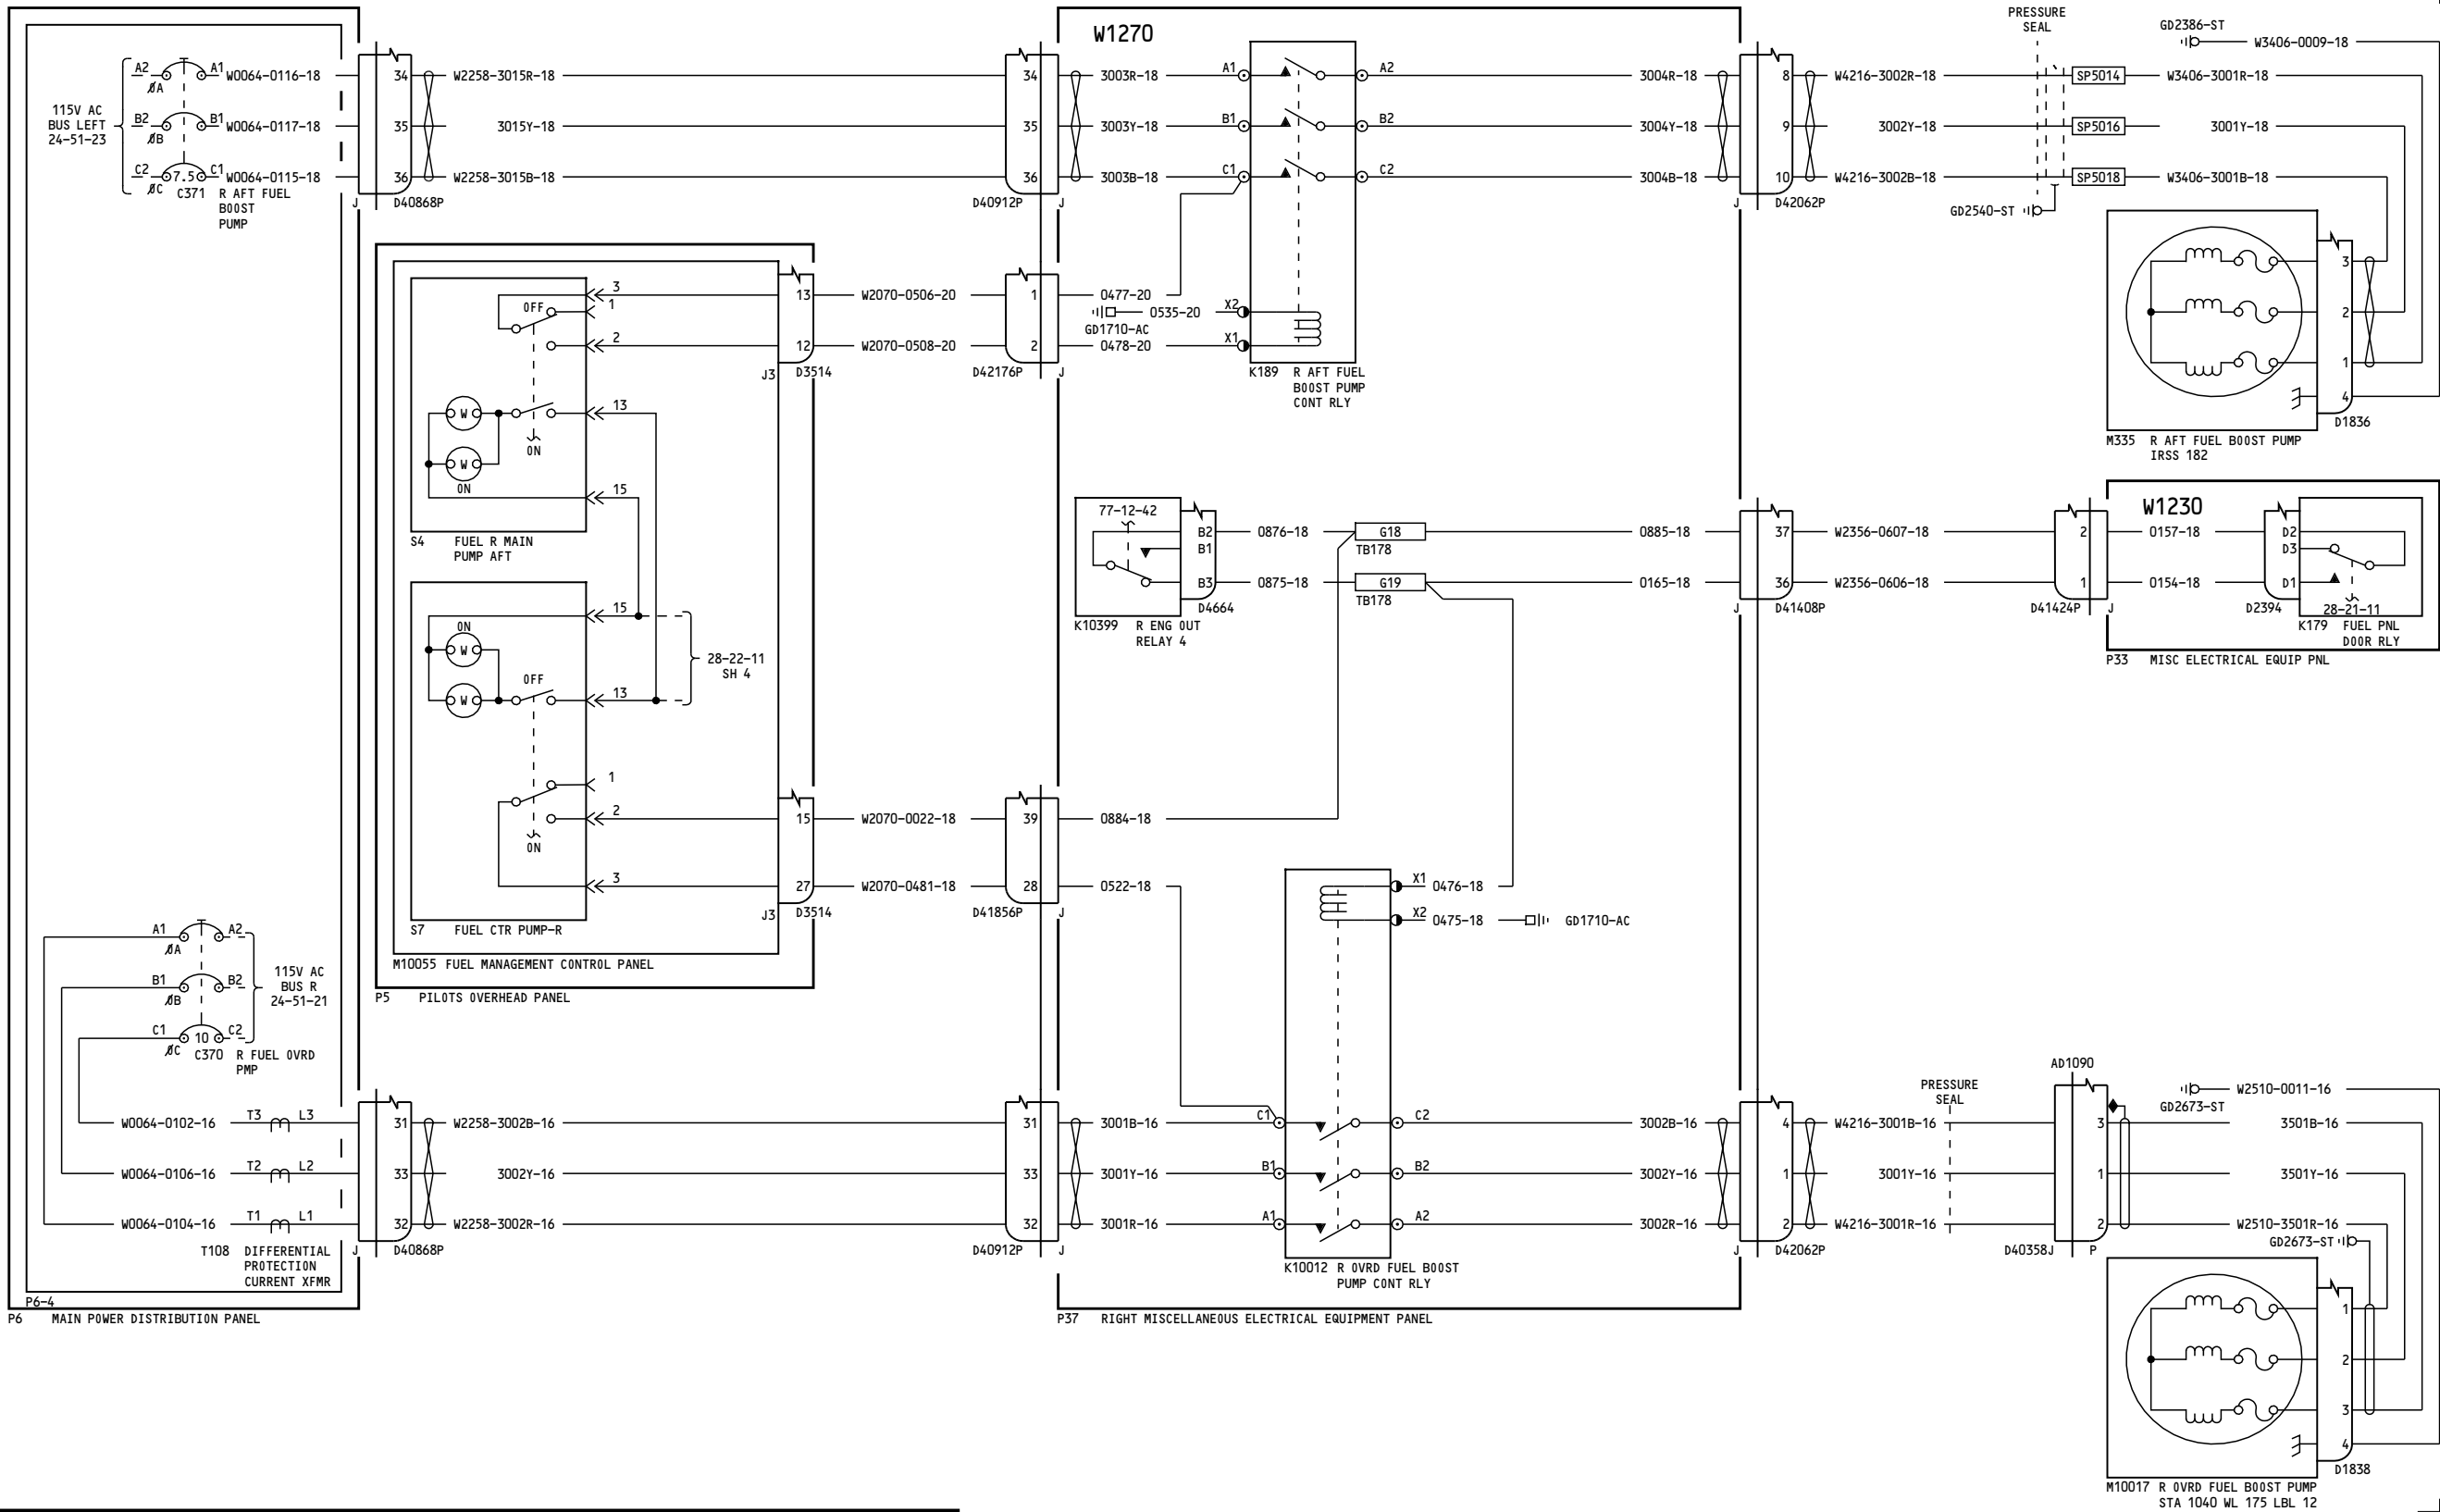 PRESSURE
SEAL
GD2386-ST
W3406-0009-18
W1270
A2
A1
W0064-0116-18
ØA
34
W2258-3015R-18
34
3003R-18
A1
A2
3004R-18
8
W4216-3002R-18
SP5014
W3406-3001R-18
115V AC
BUS LEFT
24-51-23
B2
B1
W0064-0117-18
ØB
35
3015Y-18
35
3003Y-18
B1
B2
3004Y-18
9
3002Y-18
SP5016
3001Y-18
C2
7.5
C1
W0064-0115-18
ØC
C371
R AFT FUEL
BOOST
PUMP
36
W2258-3015B-18
36
3003B-18
C1
C2
3004B-18
10
W4216-3002B-18
SP5018
W3406-3001B-18
J
D40868P
D40912P
J
J
D42062P
GD2540-ST
3
2
1
4
D1836
M335
R AFT FUEL BOOST PUMP
IRSS 182
OFF
3
1
2
13
W2070-0506-20
1
0477-20
X2
0535-20
GD1710-AC
12
W2070-0508-20
2
0478-20
X1
J3
D3514
D42176P
J
K189
R AFT FUEL
BOOST PUMP
CONT RLY
W
W
ON
ON
13
15
S4
FUEL R MAIN
PUMP AFT
77-12-42
B2
B1
B3
0876-18
G18
TB178
0885-18
37
W2356-0607-18
2
W1230
0157-18
D2
D3
D1
0875-18
G19
TB178
0165-18
36
W2356-0606-18
1
0154-18
28-21-11
D4664
K10399
R ENG OUT
RELAY 4
J
D41408P
D41424P
J
D2394
K179
FUEL PNL
DOOR RLY
P33
MISC ELECTRICAL EQUIP PNL
15
ON
W
W
OFF
13
28-22-11
SH 4
1
2
ON
3
15
W2070-0022-18
39
0884-18
27
W2070-0481-18
28
0522-18
J3
D3514
D41856P
J
X1
0476-18
X2
0475-18
GD1710-AC
S7
FUEL CTR PUMP-R
M10055
FUEL MANAGEMENT CONTROL PANEL
P5
PILOTS OVERHEAD PANEL
A1
A2
ØA
B1
B2
ØB
115V AC
BUS R
24-51-21
C1
10
C2
ØC
C370
R FUEL OVRD
PMP
PRESSURE
SEAL
AD1090
GD2673-ST
W2510-0011-16
W0064-0102-16
T3
L3
31
W2258-3002B-16
31
3001B-16
C1
C2
3002B-16
4
W4216-3001B-16
3
3501B-16
W0064-0106-16
T2
L2
33
3002Y-16
33
3001Y-16
B1
B2
3002Y-16
1
3001Y-16
1
3501Y-16
W0064-0104-16
T1
L1
32
W2258-3002R-16
32
3001R-16
A1
A2
3002R-16
2
W4216-3001R-16
2
W2510-3501R-16
T108
DIFFERENTIAL
PROTECTION
CURRENT XFMR
J
D40868P
D40912P
J
J
D42062P
D40358J
P
GD2673-ST
K10012
R OVRD FUEL BOOST
PUMP CONT RLY
P6-4
P6
MAIN POWER DISTRIBUTION PANEL
P37
RIGHT MISCELLANEOUS ELECTRICAL EQUIPMENT PANEL
1
2
3
4
D1838
M10017
R OVRD FUEL BOOST PUMP
STA 1040 WL 175 LBL 12